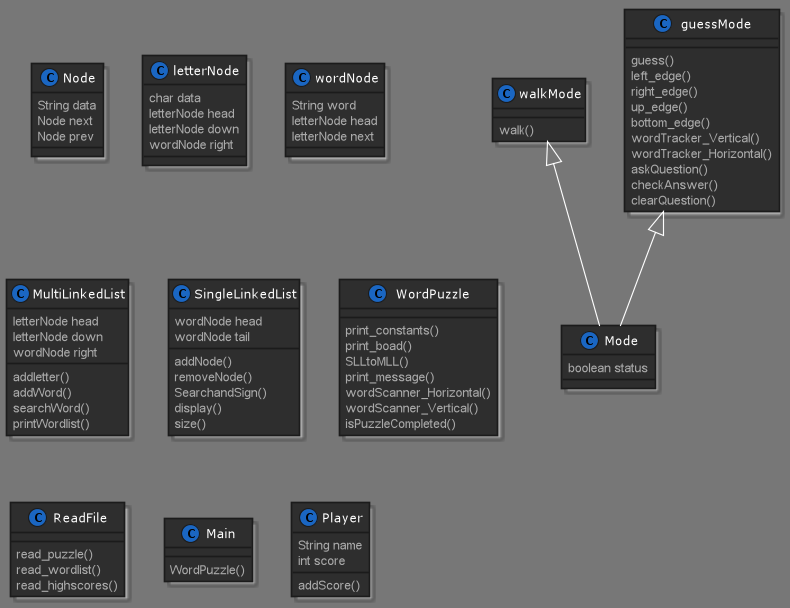 C Node
String data
Node next
Node prev
C letterNode
char data
letterNode head
letterNode down
wordNode right
C wordNode
String word
letterNode head
letterNode next
C walkMode
walk()
C guessMode
guess()
left_edge()
right_edge()
up_edge()
bottom_edge()
wordTracker_Vertical()
wordTracker_Horizontal()
askQuestion()
checkAnswer()
clearQuestion()
C MultiLinkedList
letterNode head
letterNode down
wordNode right
addletter()
addWord()
searchWord()
printWordlist()
C SingleLinkedList
wordNode head
wordNode tail
addNode()
removeNode()
SearchandSign()
display()
size()
C WordPuzzle
print_constants()
print_boad()
SLLtoMLL()
print_message()
wordScanner_Horizontal()
wordScanner_Vertical()
isPuzzleCompleted()
C Mode
boolean status
C ReadFile
read_puzzle()
read_wordlist()
read_highscores()
C Main
WordPuzzle()
C Player
String name
int score
addScore()